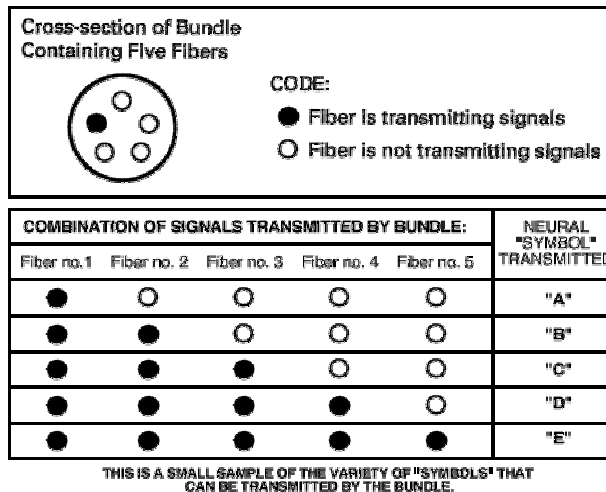 Cross-section of Bundle
Containing Five Fibers
CODE:
Fiber is transmitting signals
Fiber is not transmitting signals
COMBINATION OF SIGNALS TRANSMITTED BY BUNDLE:
NEURAL
"SYMBOL"
TRANSMITTED
Fiber no.1 Fiber no. 2 Fiber no. 3 Fiber no. 4 Fiber no. 5
"A"
"B"
"C"
"D"
"E"
THIS IS A SMALL SAMPLE OF THE VARIETY OF "SYMBOLS" THAT
CAN BE TRANSMITTED BY THE BUNDLE.